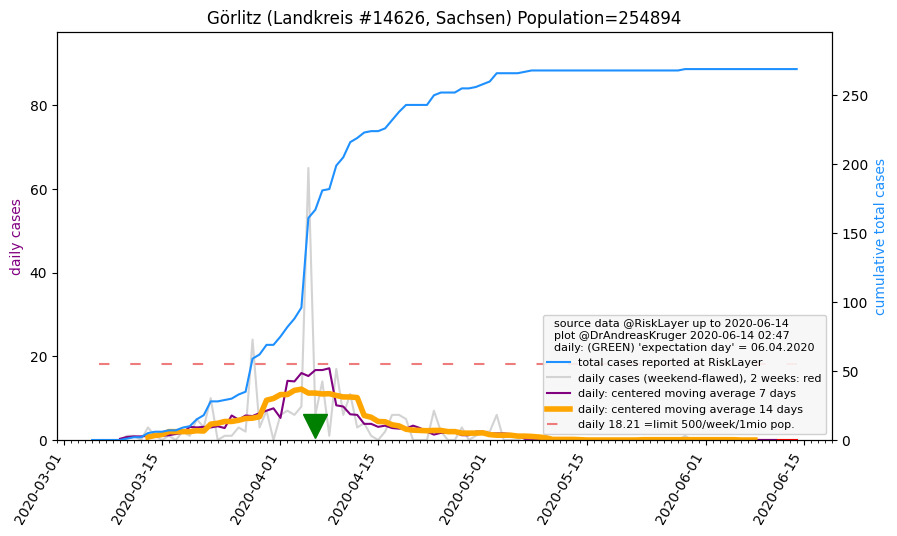 Görlitz (Landkreis #14626, Sachsen) Population=254894
daily cases
80
60
40
20
0
250
200
150
100
50
0
cumulative total cases
source data @RiskLayer up to 2020-06-14
plot @DrAndreasKruger 2020-06-14 02:47
daily: (GREEN) 'expectation day' = 06.04.2020
total cases reported at RiskLayer
daily cases (weekend-flawed), 2 weeks: red
daily: centered moving average 7 days
daily: centered moving average 14 days
daily 18.21 =limit 500/week/1mio pop.
2020-03-01
2020-03-15
2020-04-01
2020-04-15
2020-05-01
2020-05-15
2020-06-01
2020-06-15